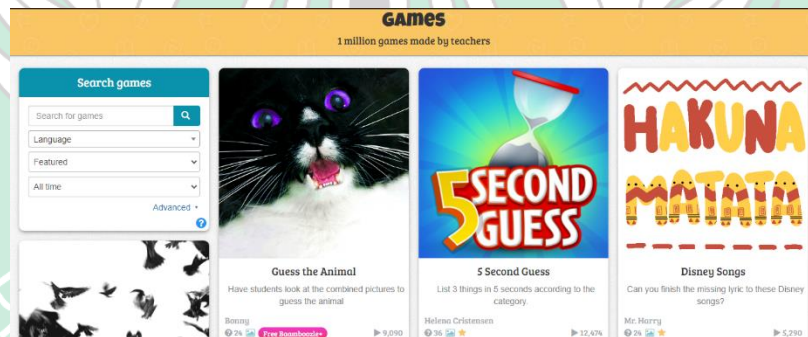 Games
1 million games made by teachers
Search games
Search for games
Language
Featured
All time
Advanced
5 SECOND GUESS
HAKUNA
MATATA
Guess the Animal
Have students look at the combined pictures to
guess the animal
Bonny
24 Free Baamboozle+ 9,090
5 Second Guess
List 3 things in 5 seconds according to the
category.
Helena Cristensen
36 12,474
Disney Songs
Can you finish the missing lyric to these Disney
songs?
Mr. Harry
24 5,290